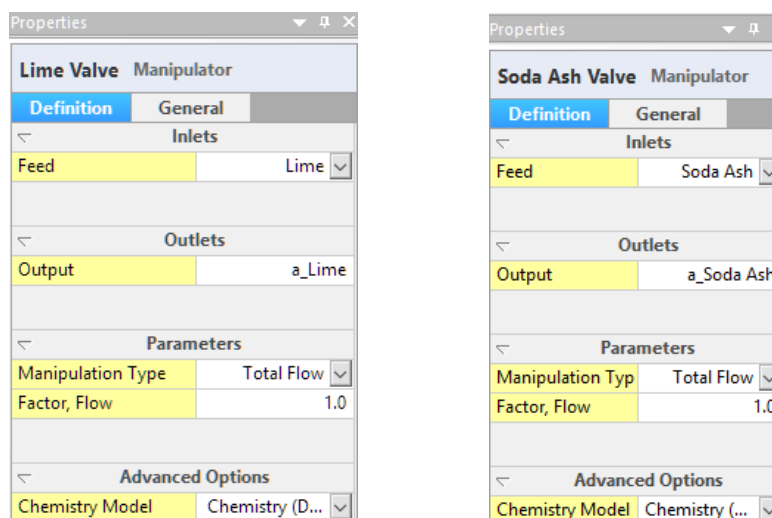 Properties
Lime Valve Manipulator
Definition General
Inlets
Feed Lime
Outlets
Output a_Lime
Parameters
Manipulation Type Total Flow
Factor, Flow 1.0
Advanced Options
Chemistry Model Chemistry (D...
Properties
Soda Ash Valve Manipulator
Definition General
Inlets
Feed Soda Ash
Outlets
Output a_Soda Ash
Parameters
Manipulation Typ Total Flow
Factor, Flow 1.0
Advanced Options
Chemistry Model Chemistry (...